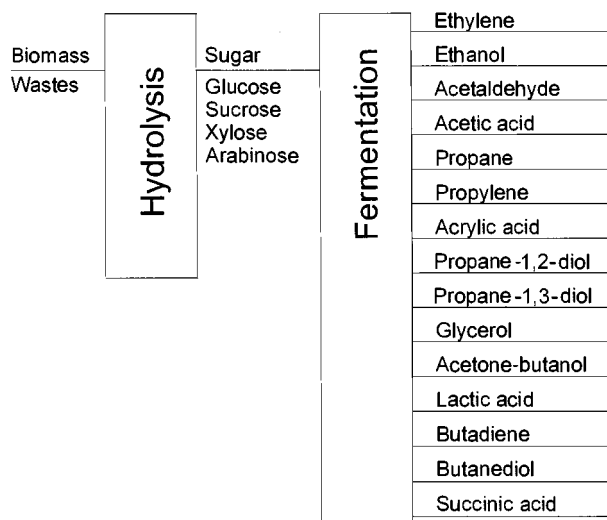 Biomass
Wastes
Hydrolysis
Sugar
Glucose
Sucrose
Xylose
Arabinose
Fermentation
Ethylene
Ethanol
Acetaldehyde
Acetic acid
Propane
Propylene
Acrylic acid
Propane-1,2-diol
Propane-1,3-diol
Glycerol
Acetone-butanol
Lactic acid
Butadiene
Butanediol
Succinic acid